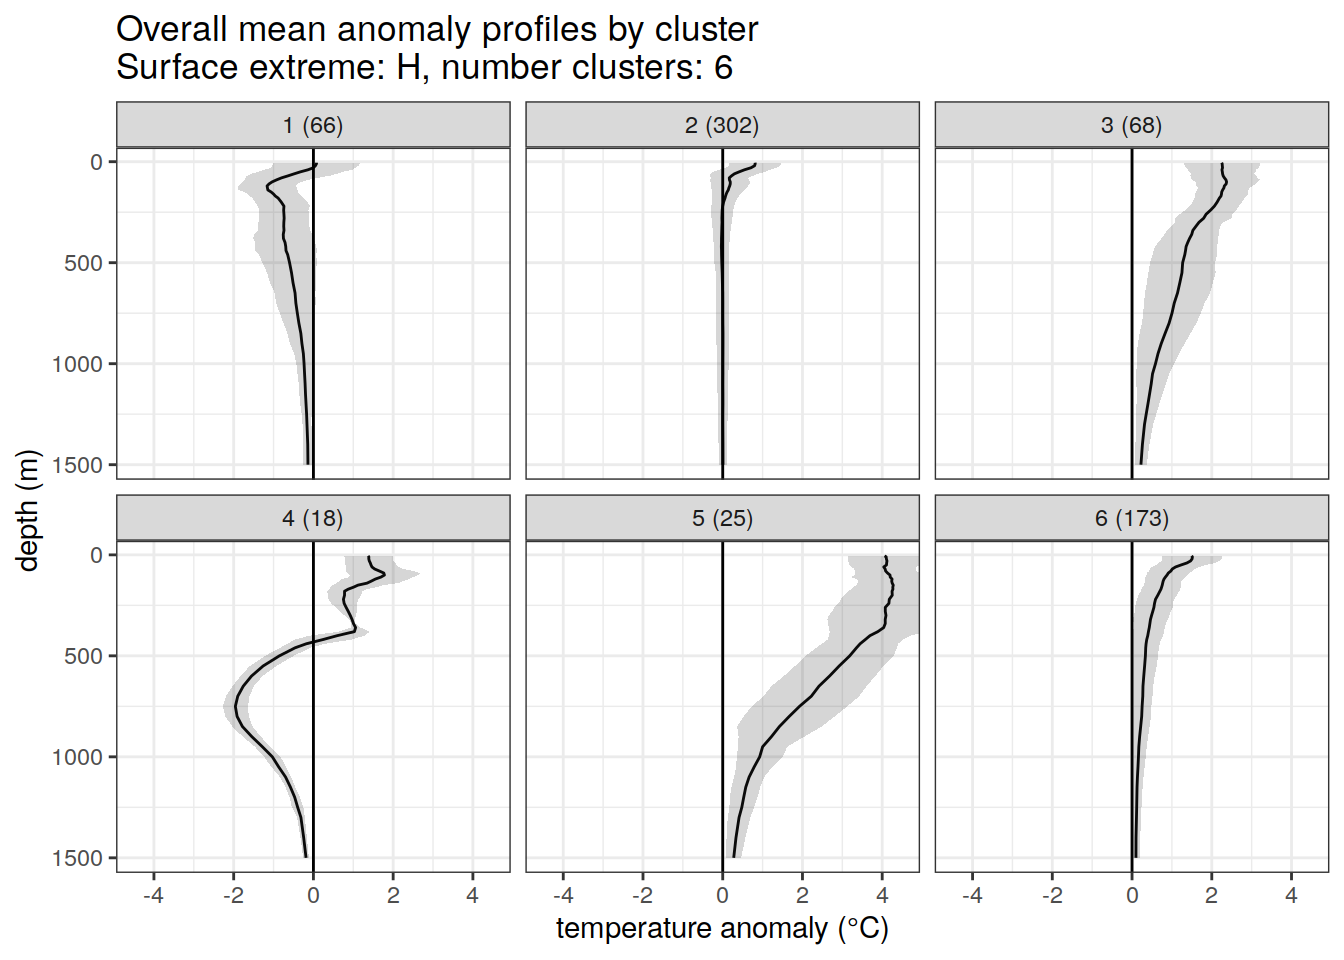 Overall mean anomaly profiles by cluster
Surface extreme: H, number clusters: 6
1 (66)
2 (302)
3 (68)
0
500
1000
1500
4 (18)
5 (25)
6 (173)
0
500
1000
1500
-4 -2 0 2 4
-4 -2 0 2 4
-4 -2 0 2 4
depth (m)
temperature anomaly (°C)